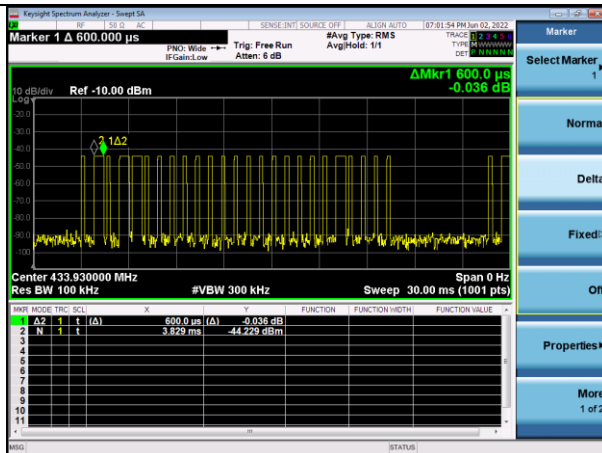 Keysight Spectrum Analyzer - Swept SA
RF 50 Ω AC SENSE:INT SOURCE OFF ALIGN AUTO 07:01:54 PM Jun 02, 2022
Marker 1 Δ 600.000 µs
PNO: Wide
IFGain:Low
Trig: Free Run
Atten: 6 dB
#Avg Type: RMS
Avg|Hold: 1/1
TRACE 1 2 3 4 5 6
TYPE M W W W W W
DET P N N N N N
ΔMkr1 600.0 µs
-0.036 dB
10 dB/div Ref -10.00 dBm
Log
-20.0
-30.0
-40.0
-50.0
-60.0
-70.0
-80.0
-90.0
-100
2 1Δ2
Center 433.930000 MHz Span 0 Hz
Res BW 100 kHz #VBW 300 kHz Sweep 30.00 ms (1001 pts)
MKR MODE TRC SCL X Y FUNCTION FUNCTION WIDTH FUNCTION VALUE
1 Δ2 1 t (Δ) 600.0 µs (Δ) -0.036 dB
2 N 1 t 3.829 ms -44.229 dBm
3
4
5
6
7
8
9
10
11
MSG STATUS
Marker
Select Marker
1
Normal
Delta
Fixed
Off
Properties
More
1 of 2